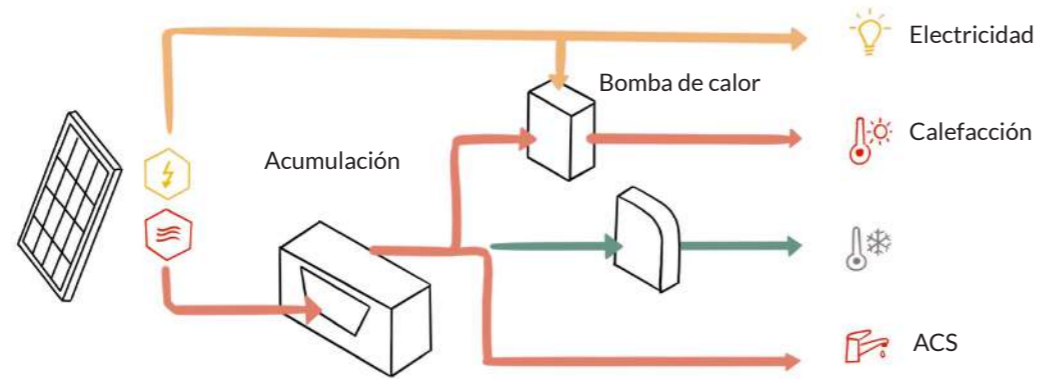 Electricidad
Bomba de calor
Calefacción
Acumulación
ACS